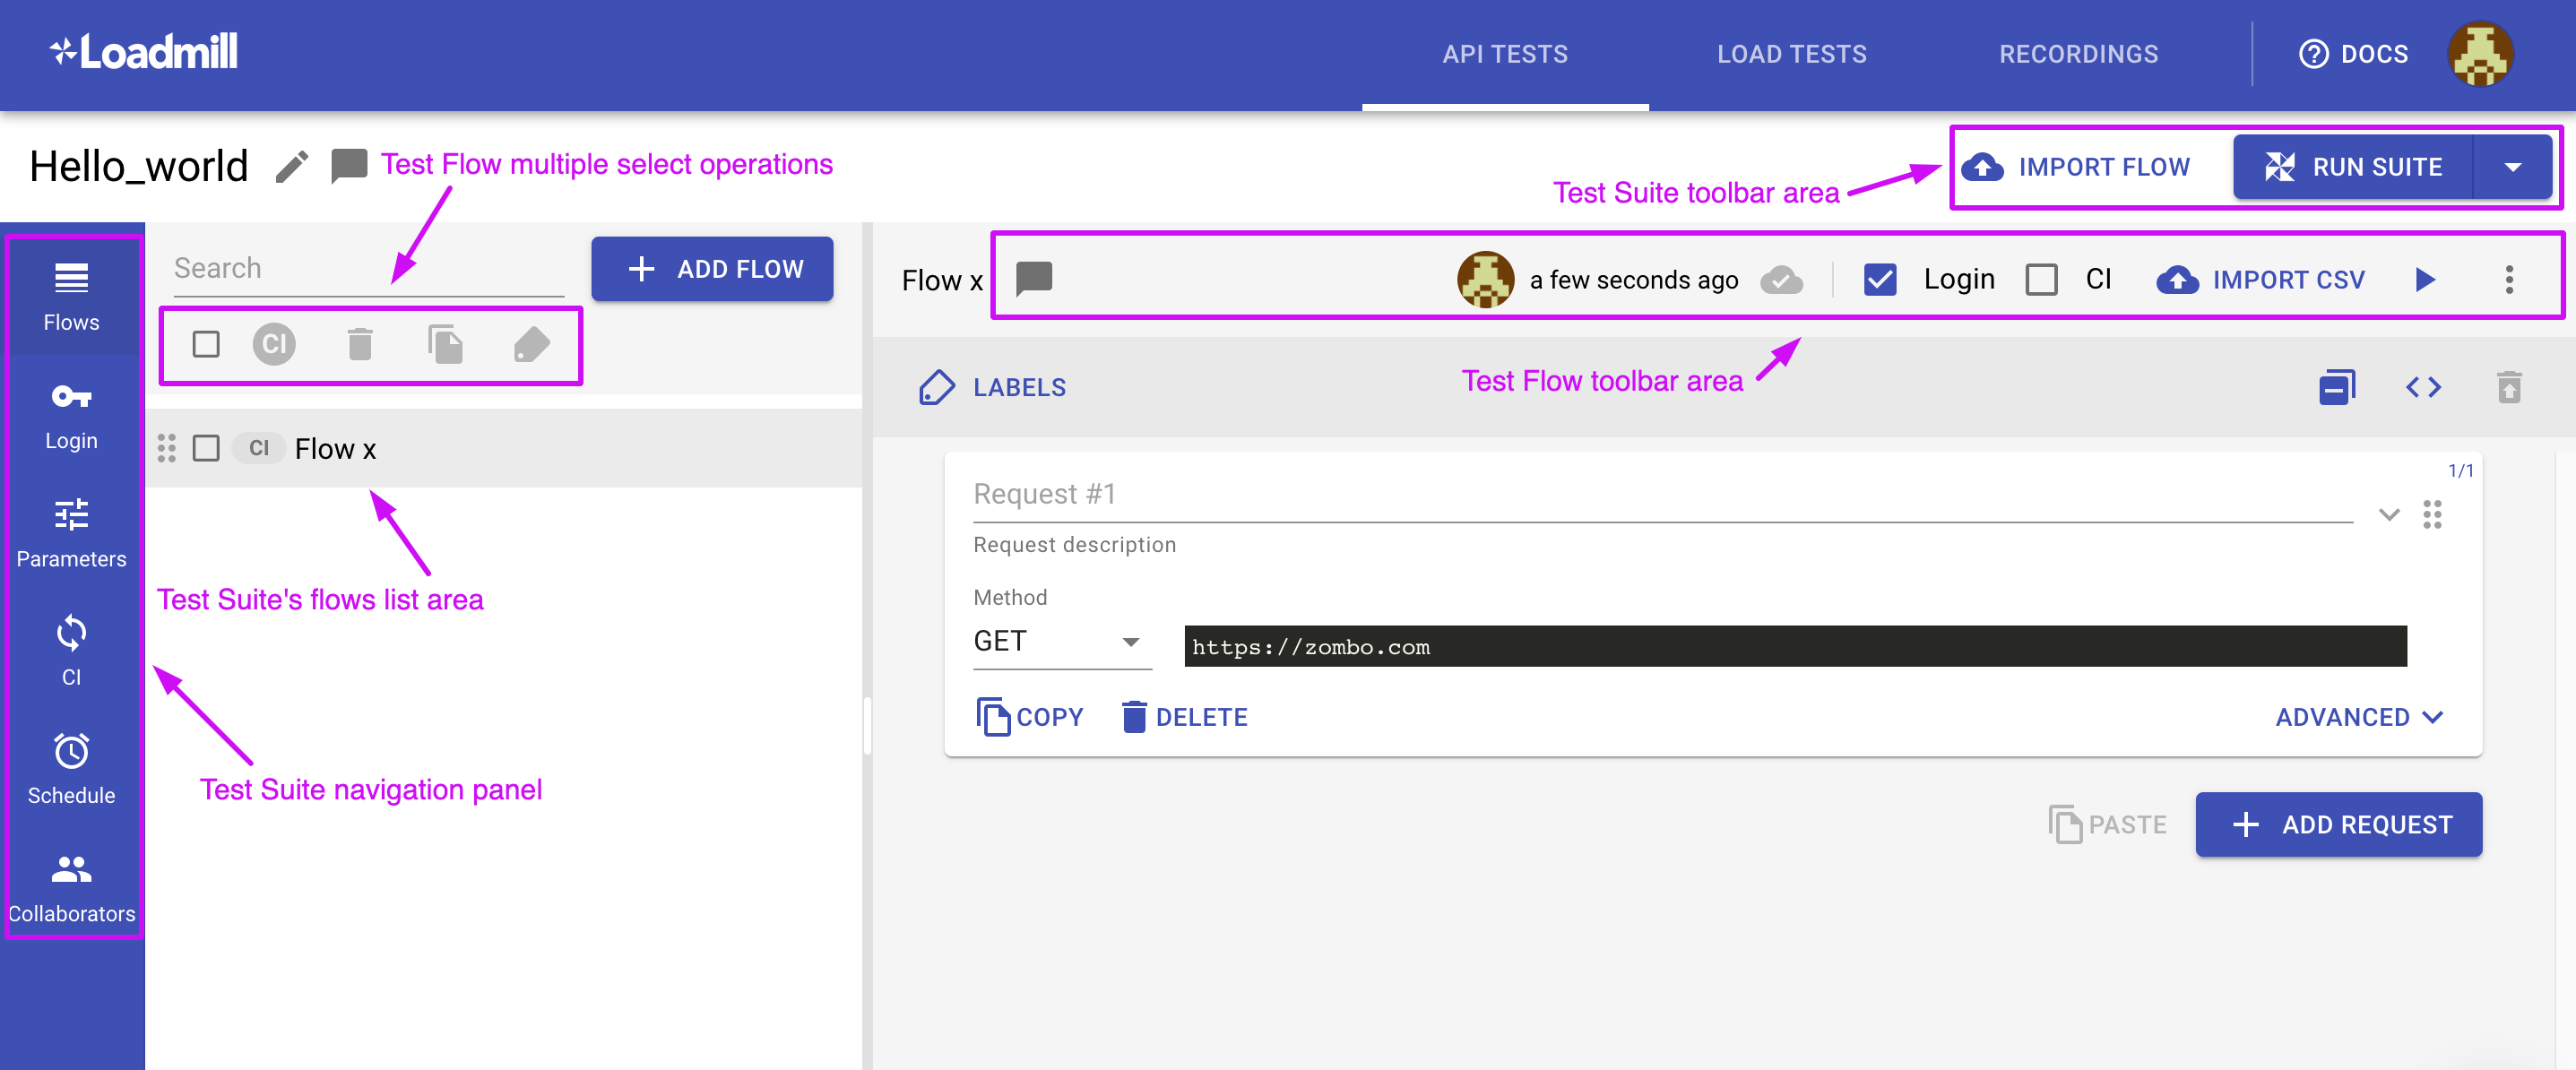 Loadmill
API TESTS
LOAD TESTS
RECORDINGS
DOCS
Hello_world
Test Flow multiple select operations
Test Suite toolbar area
IMPORT FLOW
RUN SUITE
Flows
Login
Parameters
CI
Schedule
Collaborators
Search
ADD FLOW
CI
CI Flow x
Test Suite's flows list area
Test Suite navigation panel
Flow x
a few seconds ago
Login
CI
IMPORT CSV
Test Flow toolbar area
LABELS
1/1
Request #1
Request description
Method
GET
https://zombo.com
COPY
DELETE
ADVANCED
PASTE
ADD REQUEST